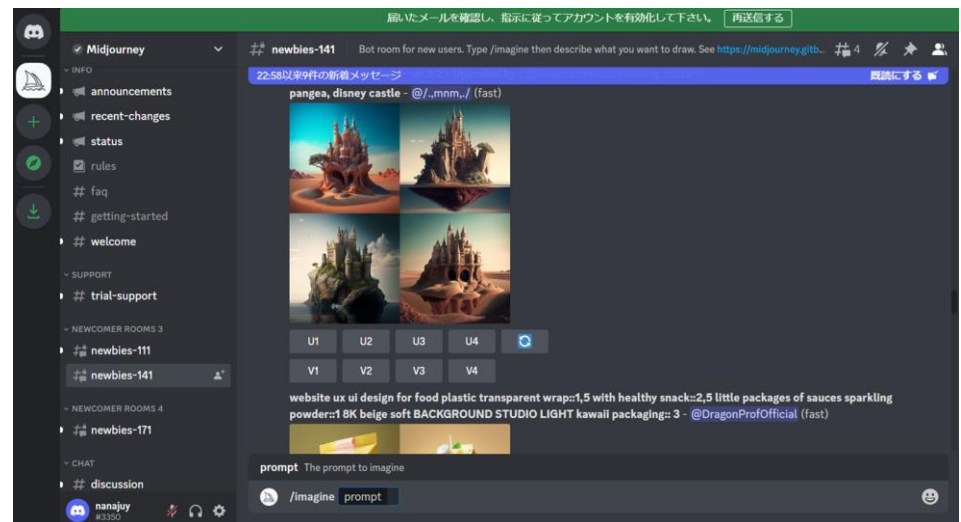 届いたメールを確認し、指示に従ってアカウントを有効化して下さい。 再送信する
Midjourney
INFO
announcements
recent-changes
status
rules
faq
getting-started
welcome
SUPPORT
trial-support
NEWCOMER ROOMS 3
newbies-111
newbies-141
NEWCOMER ROOMS 4
newbies-171
CHAT
discussion
nanajuy
#3350
newbies-141 Bot room for new users. Type /imagine then describe what you want to draw. See https://midjourney.gitb... 4
22:58以来9件の新着メッセージ 既読にする
pangea, disney castle - @/.,mnm,./ (fast)
U1 U2 U3 U4
V1 V2 V3 V4
website ux ui design for food plastic transparent wrap::1,5 with healthy snack::2,5 little packages of sauces sparkling
powder::1 8K beige soft BACKGROUND STUDIO LIGHT kawaii packaging:: 3 - @DragonProfOfficial (fast)
prompt The prompt to imagine
/imagine prompt